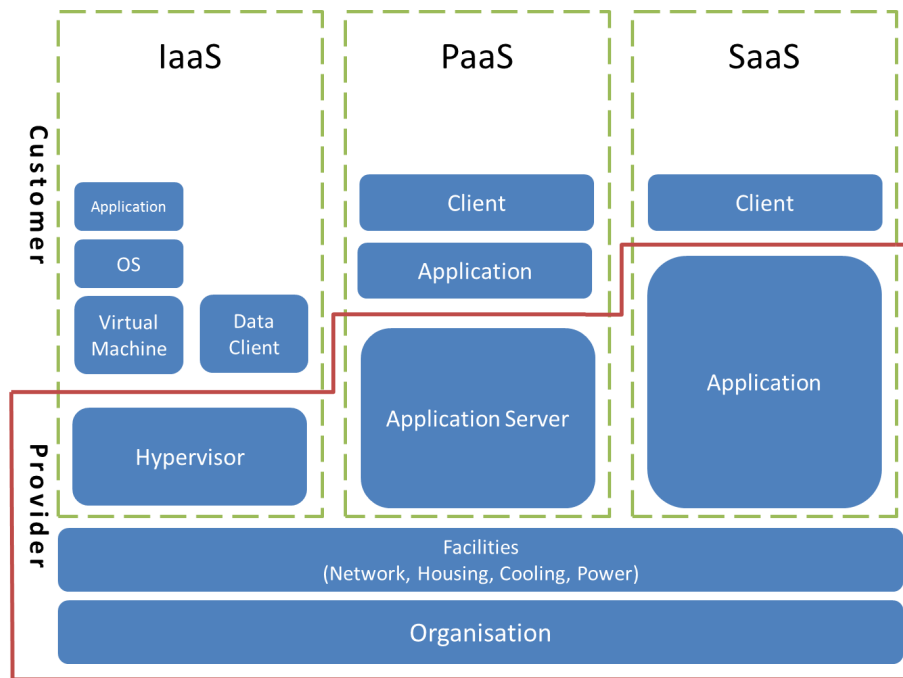 IaaS
PaaS
SaaS
Customer
Application
OS
Virtual
Machine
Data
Client
Client
Application
Client
Provider
Hypervisor
Application Server
Application
Facilities
(Network, Housing, Cooling, Power)
Organisation